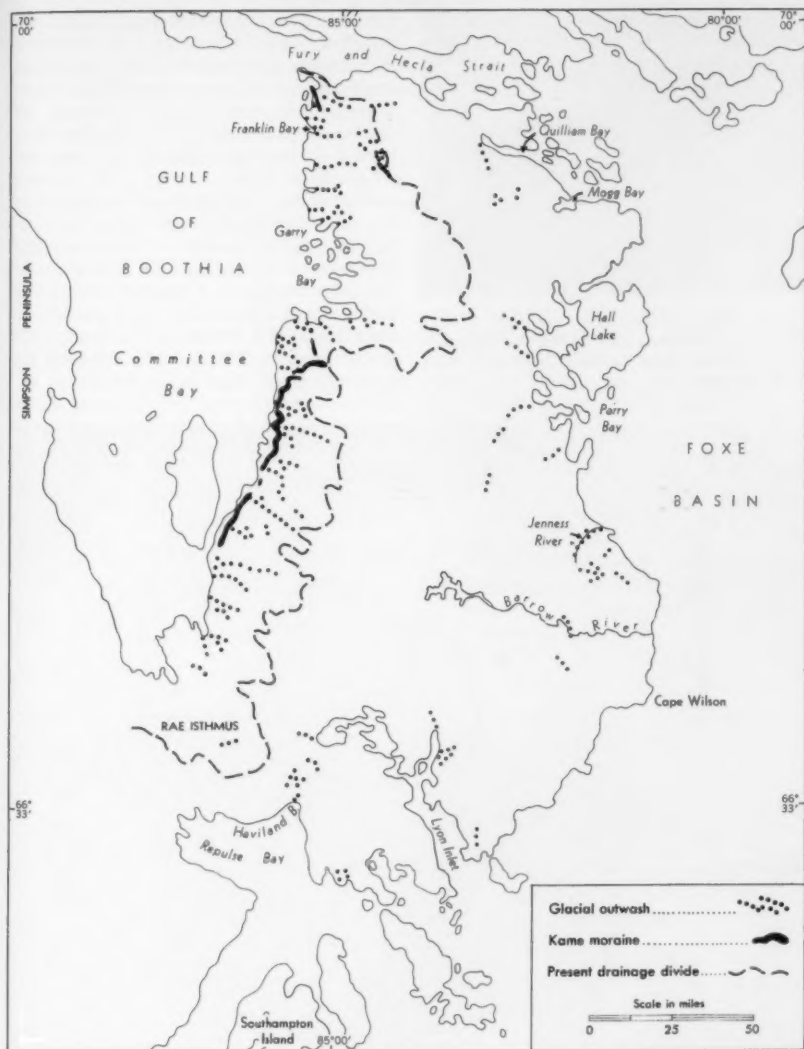 70°
00'
85°00'
80°00'
70°
00'
Fury and Hecla Strait
Franklin Bay
Quilliam Bay
GULF
OF
BOOTHIA
Mogg Bay
Garry
Bay
SIMPSON PENINSULA
Hall
Lake
Committee
Bay
Parry
Bay
FOXE
BASIN
Jenness
River
Barrow River
Cape Wilson
RAE ISTHMUS
66°
33'
66°
33'
Haviland B.
Repulse Bay
Lyon Inlet
Glacial outwash
Kame moraine
Present drainage divide
Scale in miles
0 25 50
Southampton
Island
85°00'